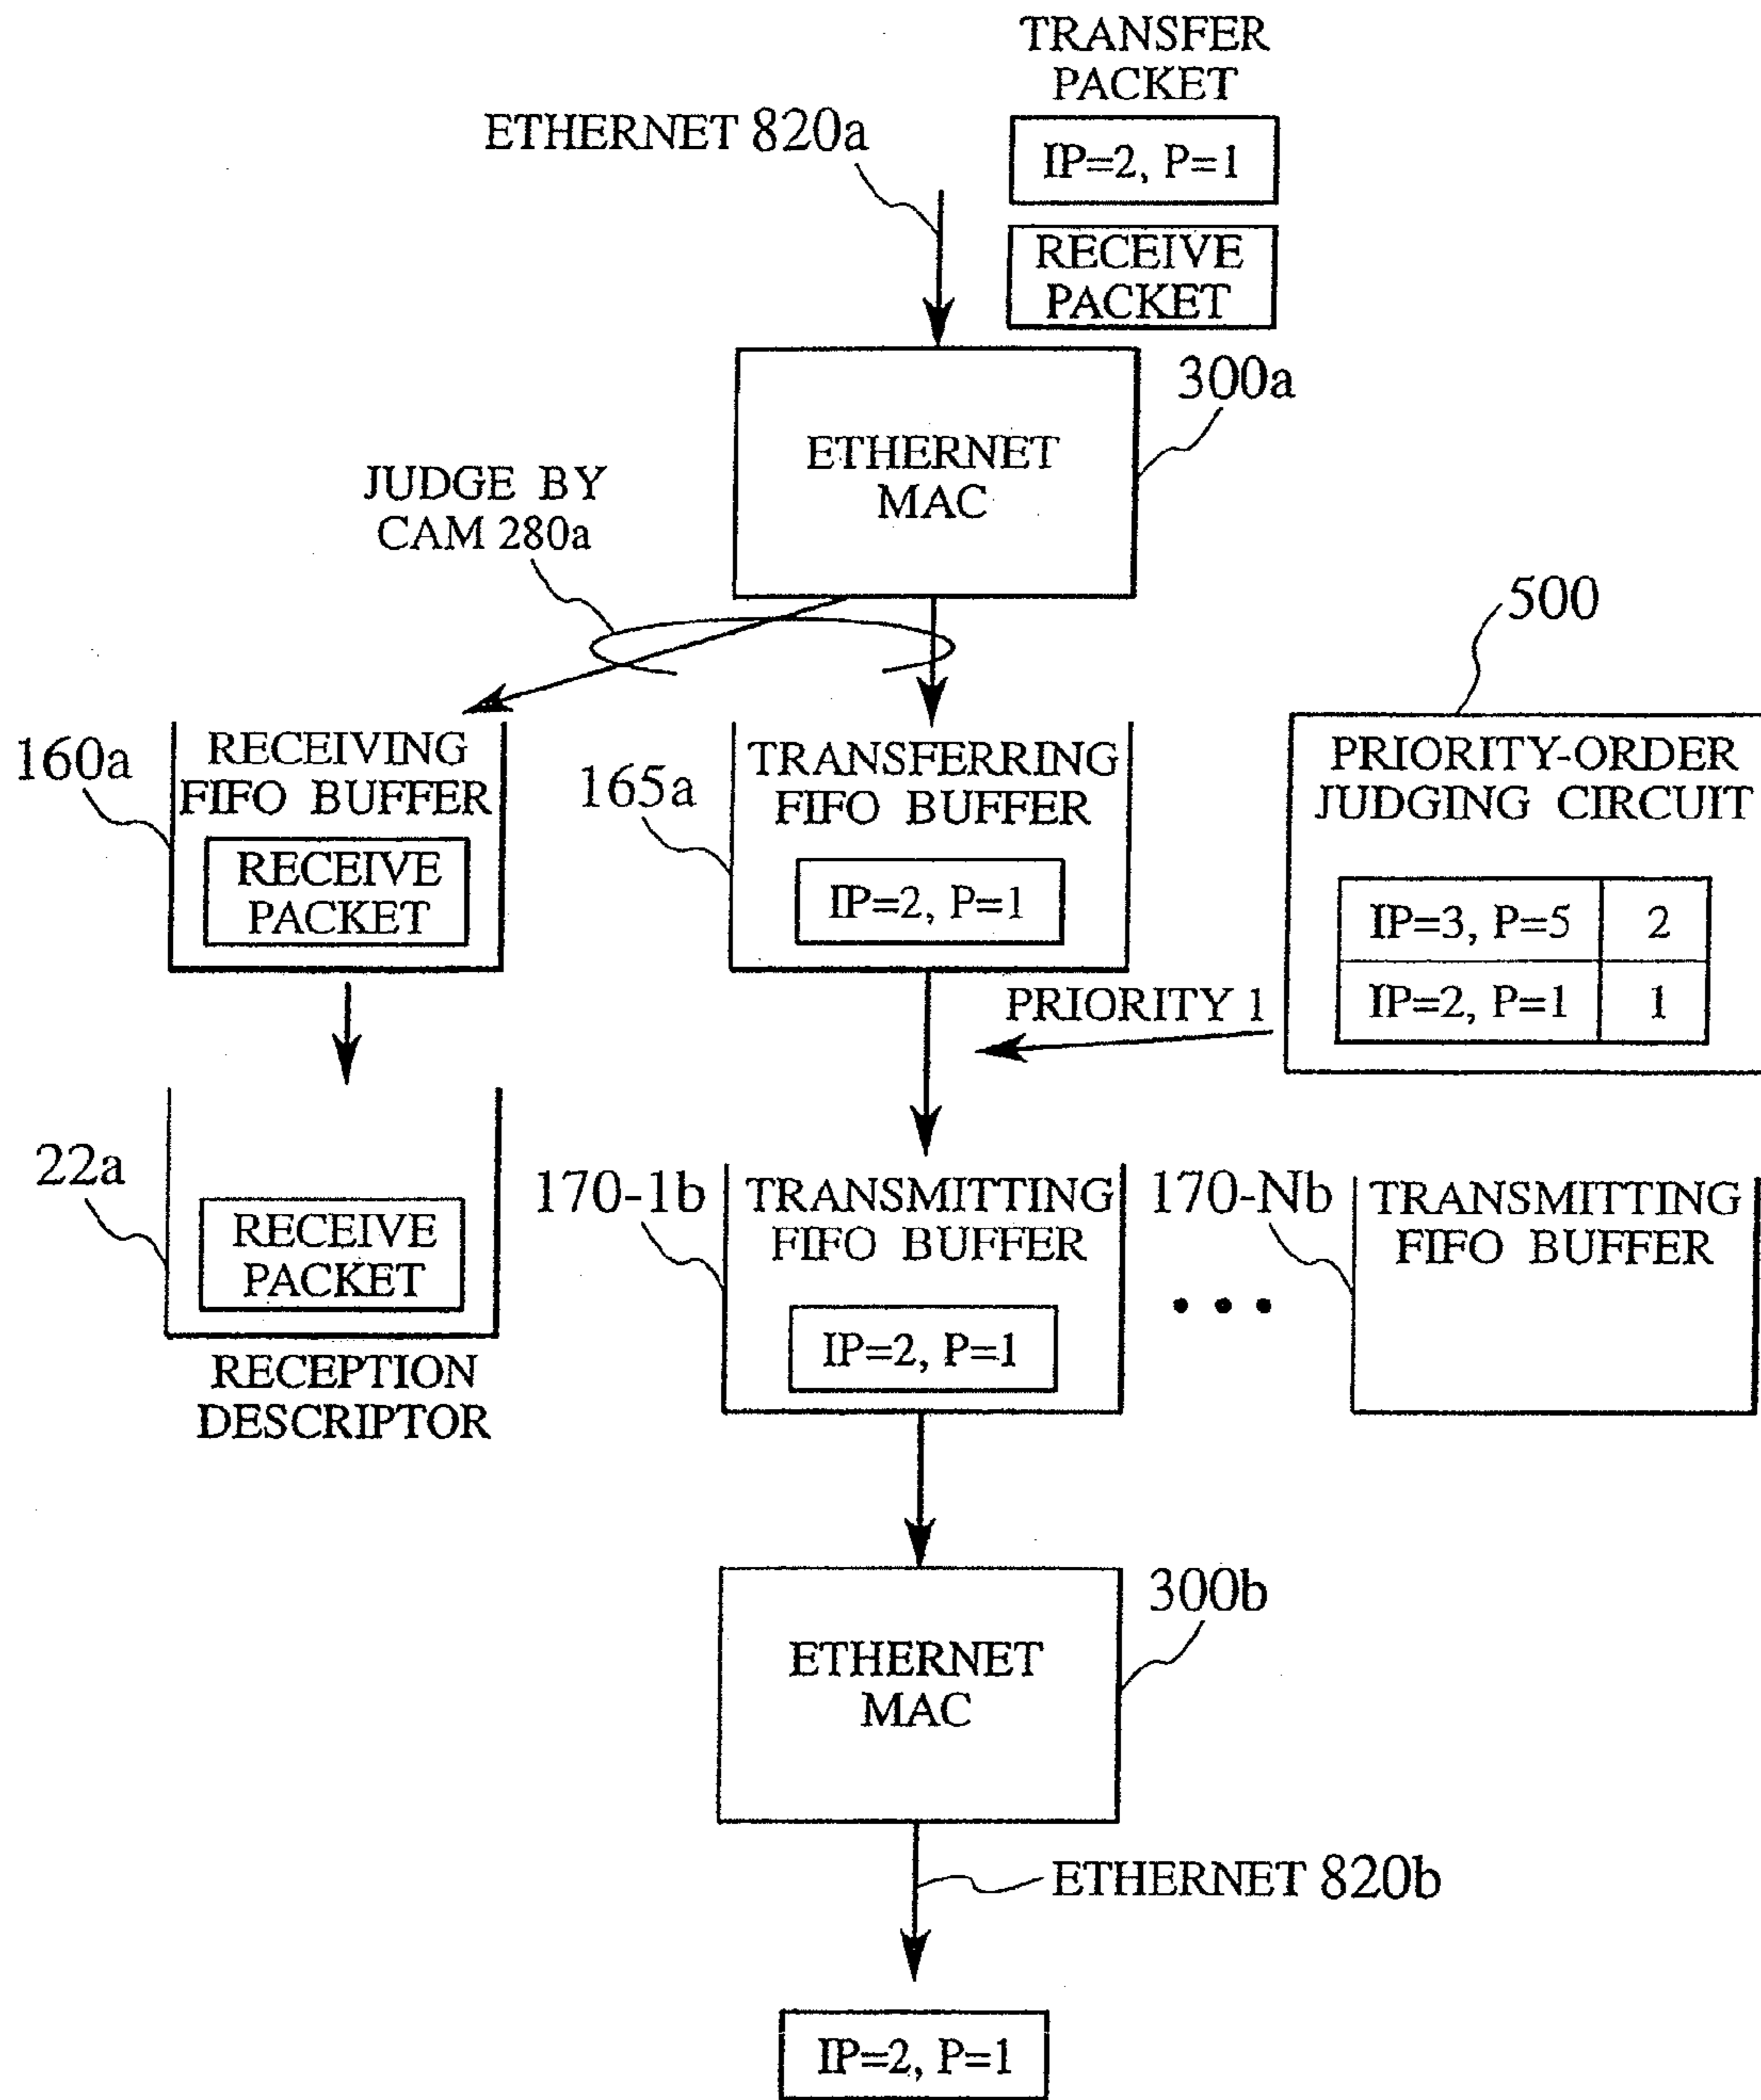 TRANSFER
PACKET
ETHERNET 820a
IP=2, P=1
RECEIVE
PACKET
300a
ETHERNET
MAC
JUDGE BY
CAM 280a
500
160a
RECEIVING
FIFO BUFFER
RECEIVE
PACKET
165a
TRANSFERRING
FIFO BUFFER
IP=2, P=1
PRIORITY-ORDER
JUDGING CIRCUIT
IP=3, P=5 2
IP=2, P=1 1
PRIORITY 1
22a
RECEIVE
PACKET
RECEPTION
DESCRIPTOR
170-1b
TRANSMITTING
FIFO BUFFER
IP=2, P=1
• • •
170-Nb
TRANSMITTING
FIFO BUFFER
300b
ETHERNET
MAC
ETHERNET 820b
IP=2, P=1